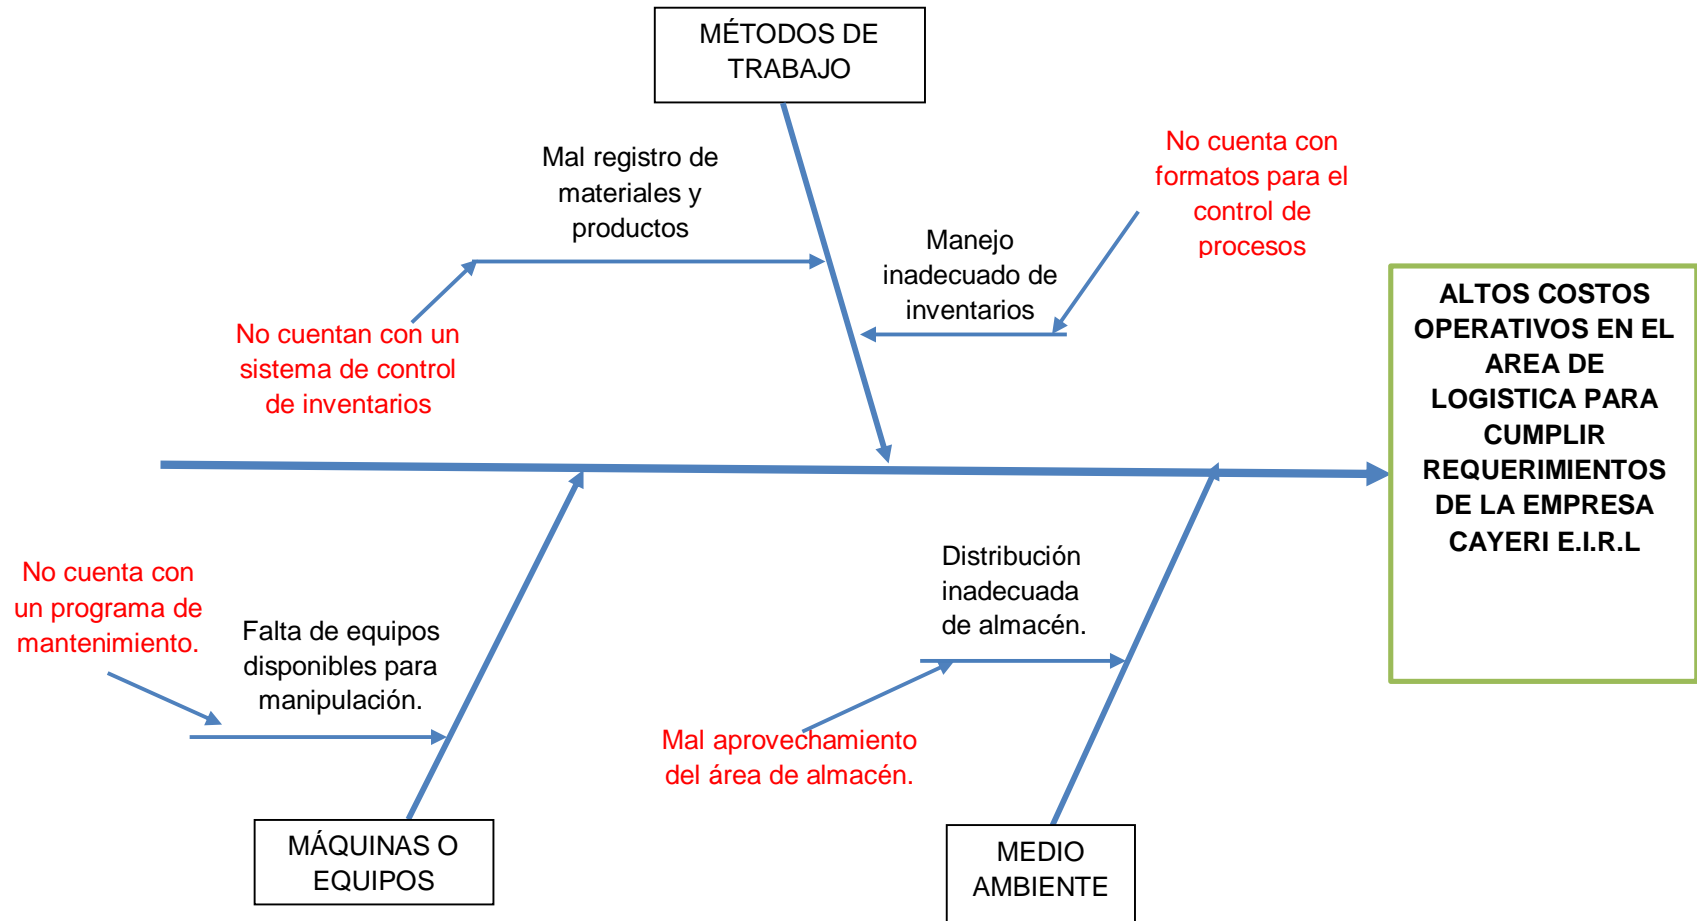 MÉTODOS DE
TRABAJO
Mal registro de
materiales y
productos
No cuenta con
formatos para el
control de
procesos
Manejo
inadecuado de
inventarios
No cuentan con un
sistema de control
de inventarios
ALTOS COSTOS
OPERATIVOS EN EL
AREA DE
LOGISTICA PARA
CUMPLIR
REQUERIMIENTOS
DE LA EMPRESA
CAYERI E.I.R.L
No cuenta con
un programa de
mantenimiento.
Falta de equipos
disponibles para
manipulación.
Distribución
inadecuada
de almacén.
Mal aprovechamiento
del área de almacén.
MÁQUINAS O
EQUIPOS
MEDIO
AMBIENTE